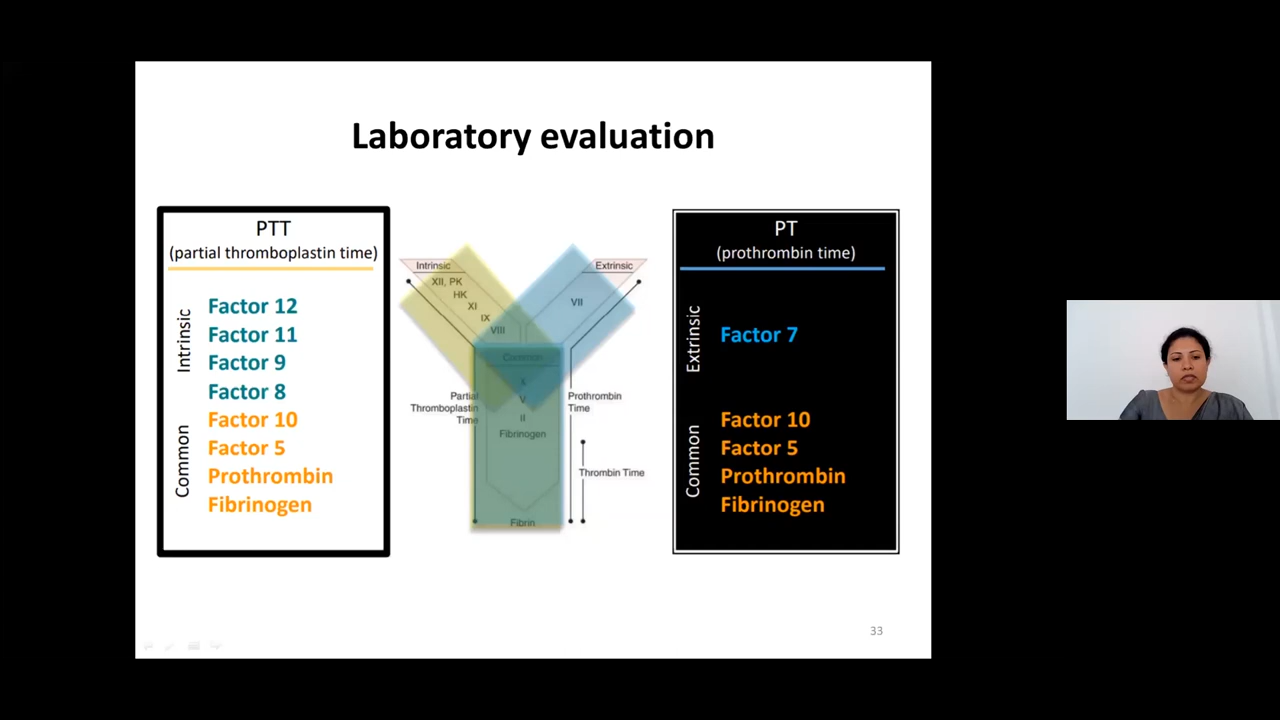 Laboratory evaluation
PTT
(partial thromboplastin time)
Intrinsic
Factor 12
Factor 11
Factor 9
Factor 8
Common
Factor 10
Factor 5
Prothrombin
Fibrinogen
Intrinsic
XII, PK
HK
XI
IX
VIII
Extrinsic
VII
Common
X
V
II
Fibrinogen
Fibrin
Partial
Thromboplastin
Time
Prothrombin
Time
Thrombin Time
PT
(prothrombin time)
Extrinsic
Factor 7
Common
Factor 10
Factor 5
Prothrombin
Fibrinogen
33